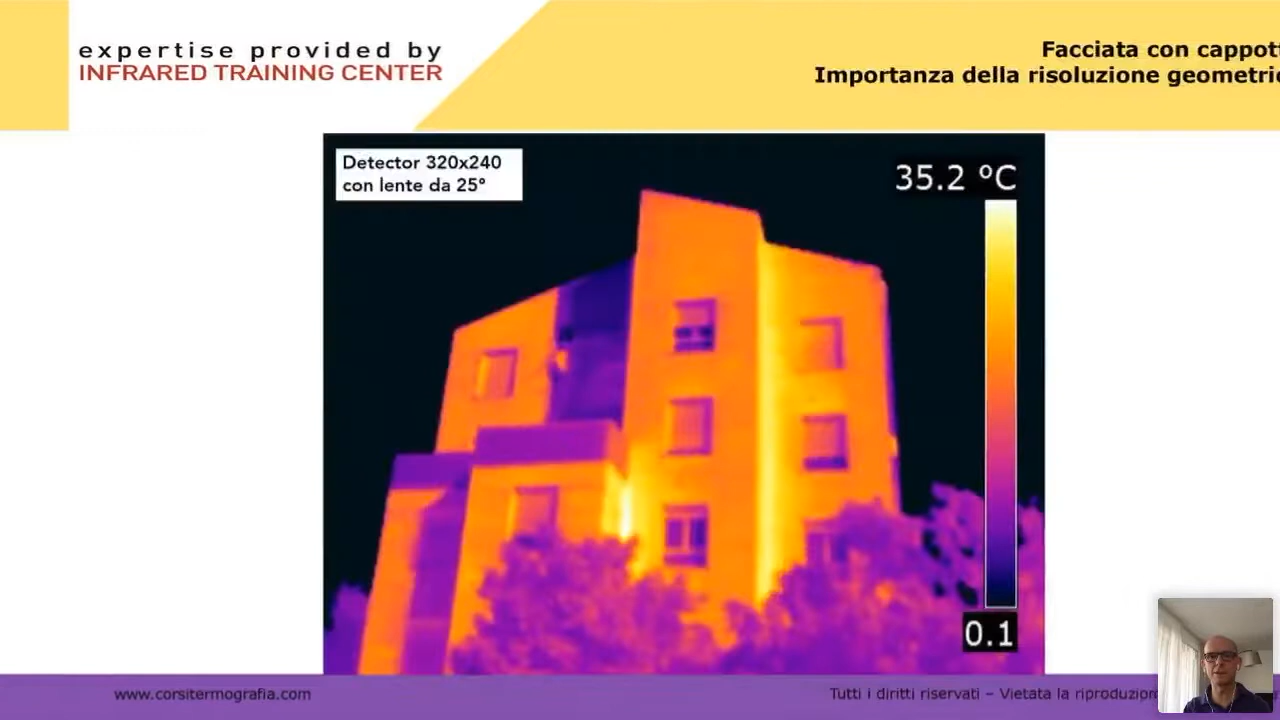 expertise provided by
INFRARED TRAINING CENTER
Facciata con cappott
Importanza della risoluzione geometric
Detector 320x240
con lente da 25°
35.2 °C
0.1
www.corsitermografia.com
Tutti i diritti riservati – Vietata la riproduzion